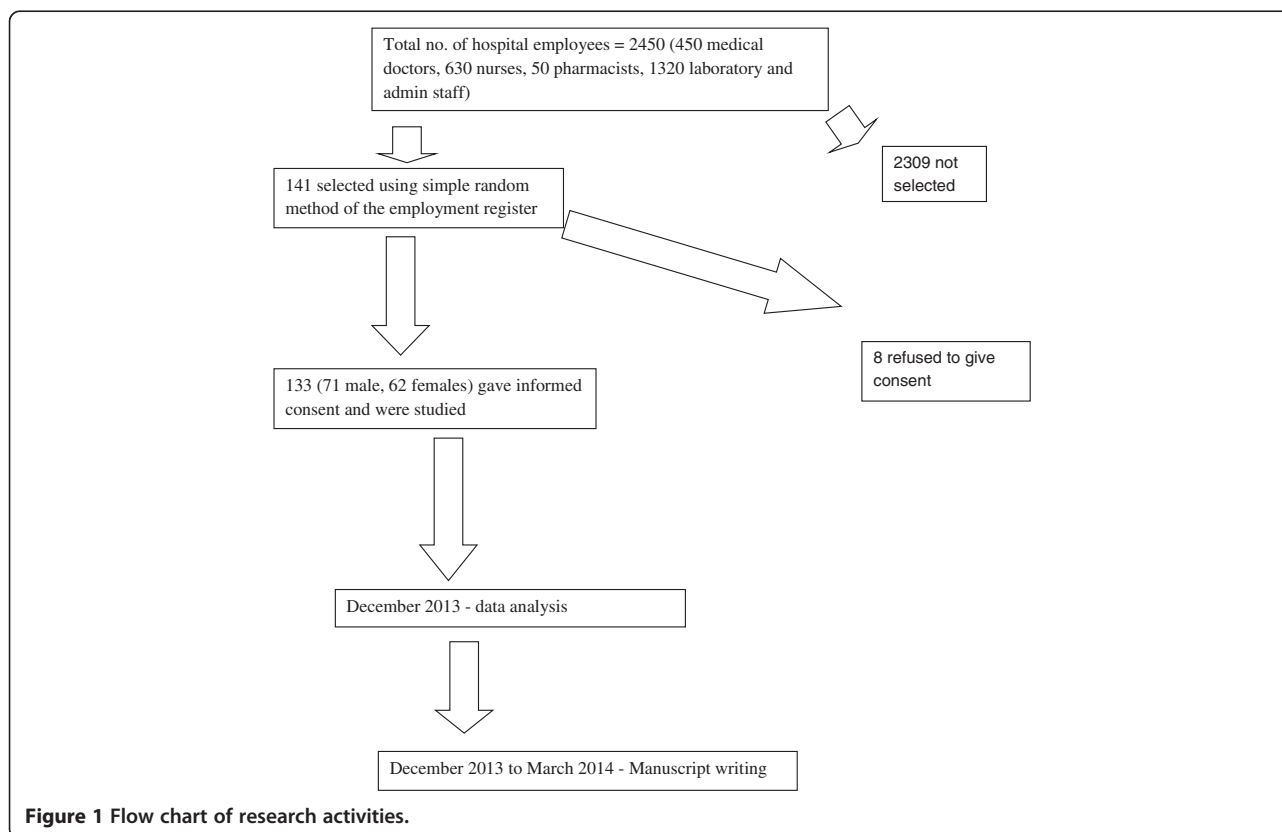 Total no. of hospital employees = 2450 (450 medical
doctors, 630 nurses, 50 pharmacists, 1320 laboratory and
admin staff)
2309 not
selected
141 selected using simple random
method of the employment register
8 refused to give
consent
133 (71 male, 62 females) gave informed
consent and were studied
December 2013 - data analysis
December 2013 to March 2014 - Manuscript writing
Figure 1 Flow chart of research activities.